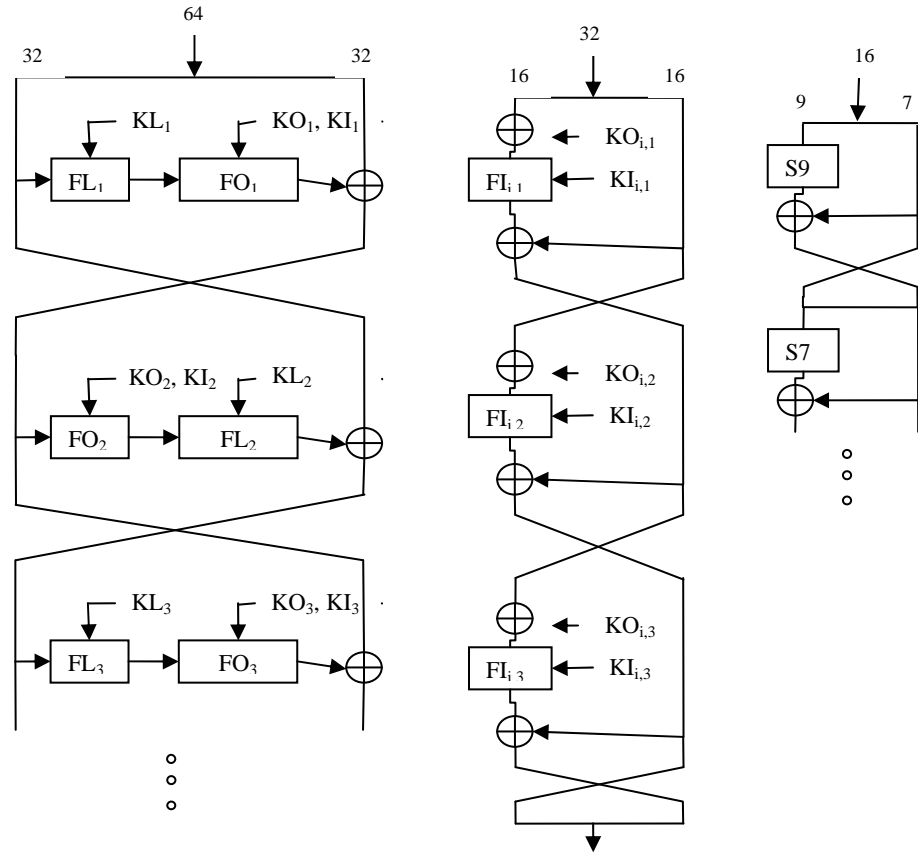 64
32 32
KL1 KO1, KI1
FL1 FO1
KO2, KI2 KL2
FO2 FL2
KL3 KO3, KI3
FL3 FO3
32
16 16
KOi,1
FIi,1 KIi,1
KOi,2
FIi,2 KIi,2
KOi,3
FIi,3 KIi,3
16
9 7
S9
S7